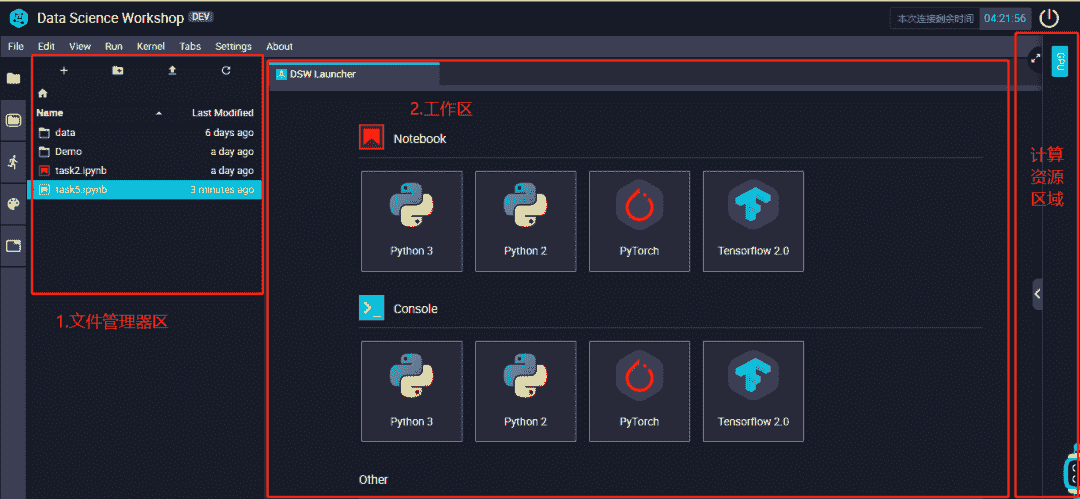 Data Science Workshop DEV
本次连接剩余时间 04:21:56
File Edit View Run Kernel Tabs Settings About
DSW Launcher
GPU
Name Last Modified
data 6 days ago
Demo a day ago
task2.ipynb a day ago
task5.ipynb 3 minutes ago
1.文件管理器区
2.工作区
Notebook
Python 3 Python 2 PyTorch Tensorflow 2.0
Console
Python 3 Python 2 PyTorch Tensorflow 2.0
Other
计算
资源
区域